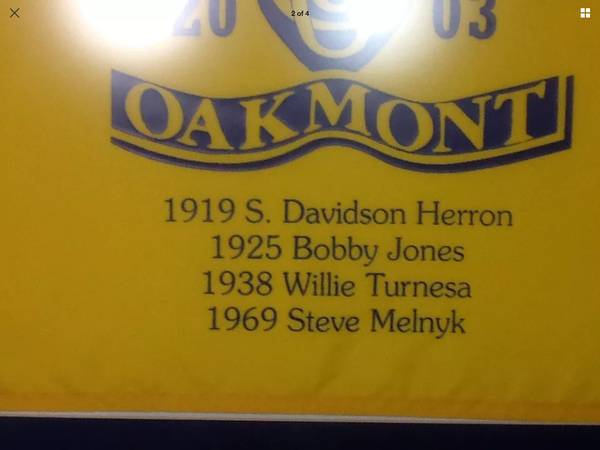 2 of 4
20 03
OAKMONT
1919 S. Davidson Herron
1925 Bobby Jones
1938 Willie Turnesa
1969 Steve Melnyk